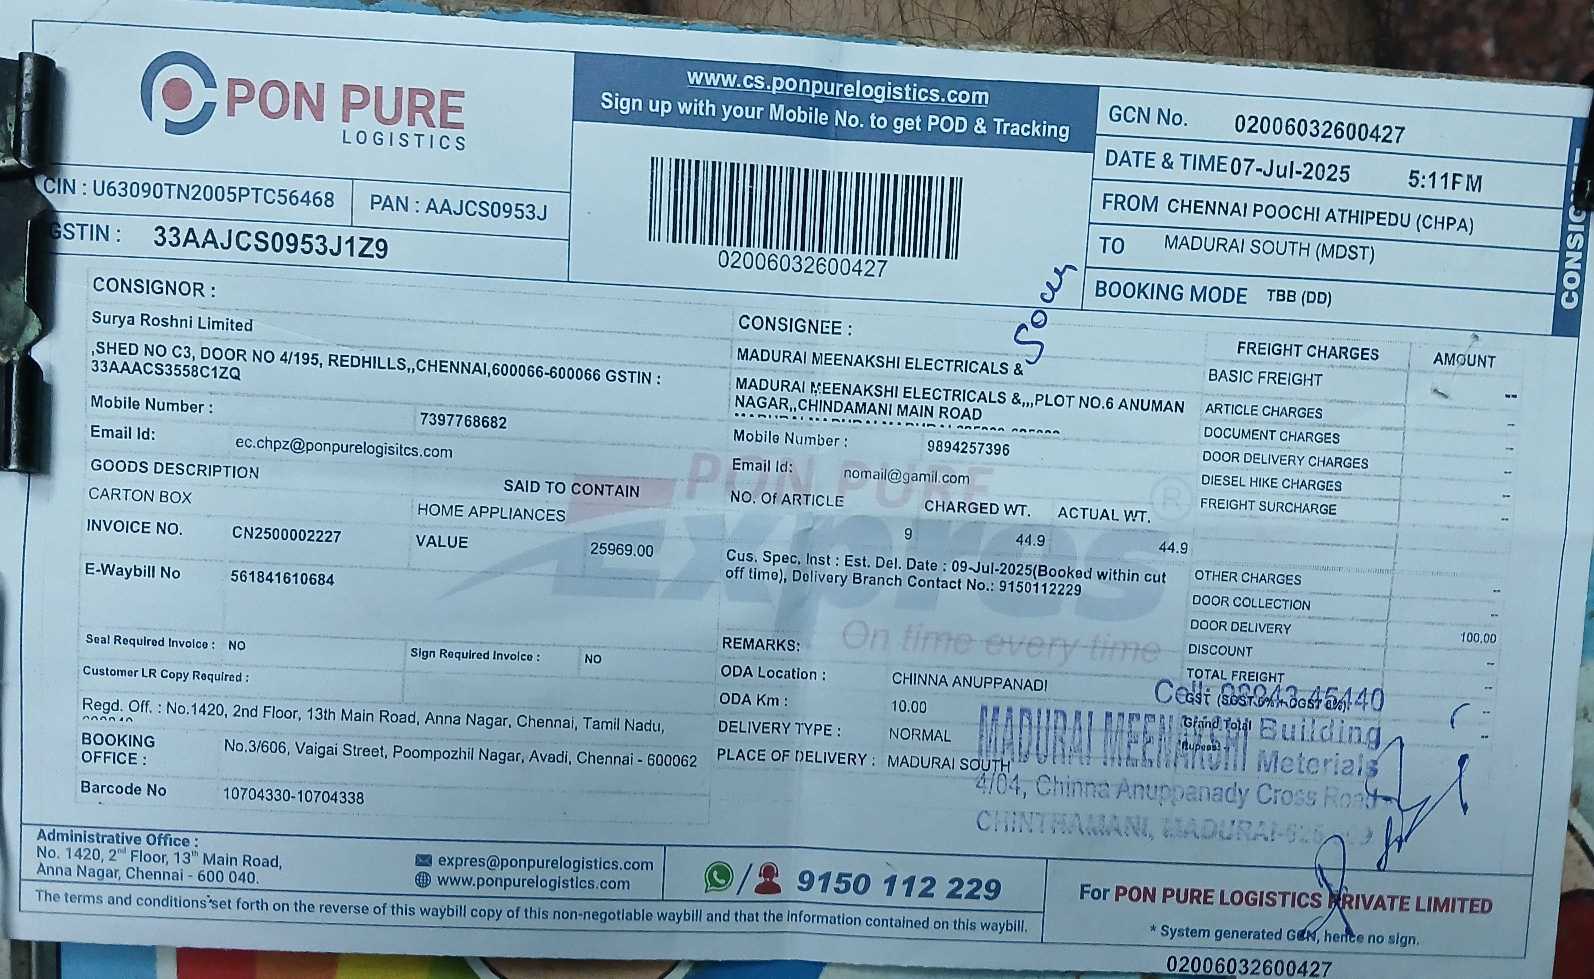 PON PURE
LOGISTICS
www.cs.ponpurelogistics.com
Sign up with your Mobile No. to get POD & Tracking
02006032600427
GCN No. 02006032600427
DATE & TIME 07-Jul-2025 5:11PM
FROM CHENNAI POOCHI ATHIPEDU (CHPA)
TO MADURAI SOUTH (MDST)
BOOKING MODE TBB (DD)
CIN : U63090TN2005PTC56468
PAN : AAJCS0953J
GSTIN : 33AAJCS0953J1Z9
CONSIGNOR :
Surya Roshni Limited
,SHED NO C3, DOOR NO 4/195, REDHILLS,,CHENNAI,600066-600066 GSTIN :
33AAACS3558C1ZQ
Mobile Number : 7397768682
Email Id: ec.chpz@ponpurelogisitcs.com
GOODS DESCRIPTION SAID TO CONTAIN
CARTON BOX HOME APPLIANCES
INVOICE NO. CN2500002227 VALUE 25969.00
E-Waybill No 561841610684
Seal Required Invoice : NO Sign Required Invoice : NO
Customer LR Copy Required :
Regd. Off. : No.1420, 2nd Floor, 13th Main Road, Anna Nagar, Chennai, Tamil Nadu,
BOOKING OFFICE : No.3/606, Vaigai Street, Poompozhil Nagar, Avadi, Chennai - 600062
Barcode No 10704330-10704338
CONSIGNEE :
MADURAI MEENAKSHI ELECTRICALS &
MADURAI MEENAKSHI ELECTRICALS &,,,PLOT NO.6 ANUMAN
NAGAR,,CHINDAMANI MAIN ROAD
Mobile Number : 9894257396
Email Id: nomail@gamil.com
NO. Of ARTICLE CHARGED WT. ACTUAL WT.
9 44.9 44.9
Cus. Spec. Inst : Est. Del. Date : 09-Jul-2025(Booked within cut
off time), Delivery Branch Contact No.: 9150112229
PON PURE
Expres
®
On time every time
REMARKS:
ODA Location : CHINNA ANUPPANADI
ODA Km : 10.00
DELIVERY TYPE : NORMAL
PLACE OF DELIVERY : MADURAI SOUTH
FREIGHT CHARGES AMOUNT
BASIC FREIGHT --
ARTICLE CHARGES --
DOCUMENT CHARGES --
DOOR DELIVERY CHARGES --
DIESEL HIKE CHARGES --
FREIGHT SURCHARGE --
OTHER CHARGES --
DOOR COLLECTION --
DOOR DELIVERY 100.00
DISCOUNT --
TOTAL FREIGHT --
Grand Total --
MADURAI MEENAKSHI Building
Meterials
4/04, Chinna Anuppanady Cross Road
CHINTHAMANI, MADURAI
Administrative Office :
No. 1420, 2nd Floor, 13th Main Road,
Anna Nagar, Chennai - 600 040.
expres@ponpurelogistics.com
www.ponpurelogistics.com
9150 112 229
For PON PURE LOGISTICS PRIVATE LIMITED
* System generated GCN, hence no sign.
The terms and conditions set forth on the reverse of this waybill copy of this non-negotiable waybill and that the information contained on this waybill.
02006032600427